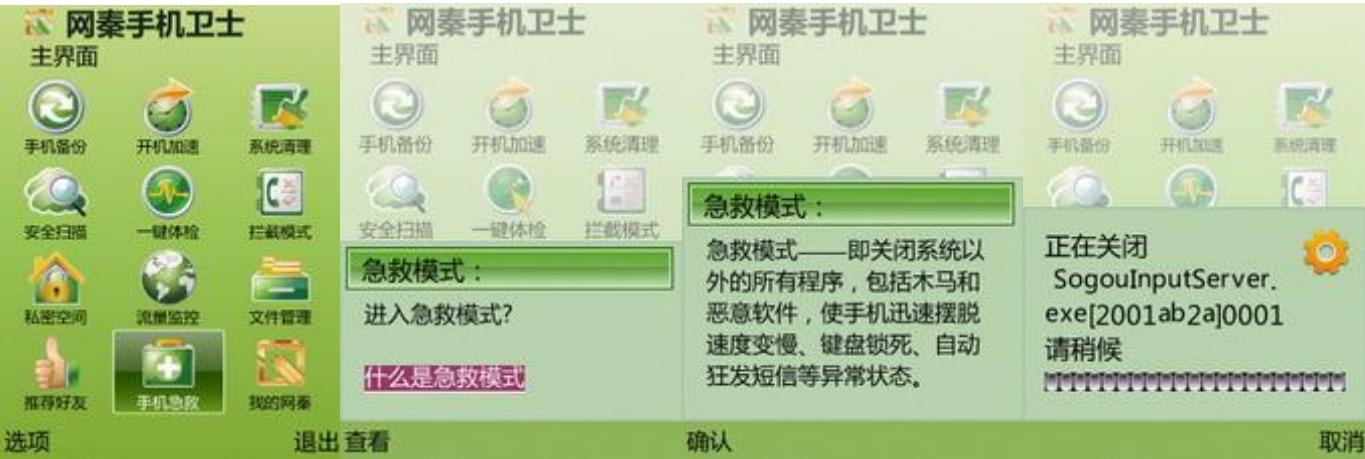 网秦手机卫士
主界面
手机备份 开机加速 系统清理
安全扫描 一键体检 拦截模式
私密空间 流量监控 文件管理
推荐好友 手机急救 我的网秦
选项 退出
网秦手机卫士
主界面
手机备份 开机加速 系统清理
安全扫描 一键体检 拦截模式
急救模式：
进入急救模式?
什么是急救模式
查看
网秦手机卫士
主界面
手机备份 开机加速 系统清理
急救模式：
急救模式——即关闭系统以
外的所有程序，包括木马和
恶意软件，使手机迅速摆脱
速度变慢、键盘锁死、自动
狂发短信等异常状态。
确认
网秦手机卫士
主界面
手机备份 开机加速 系统清理
正在关闭
SogouInputServer.
exe[2001ab2a]0001
请稍候
取消